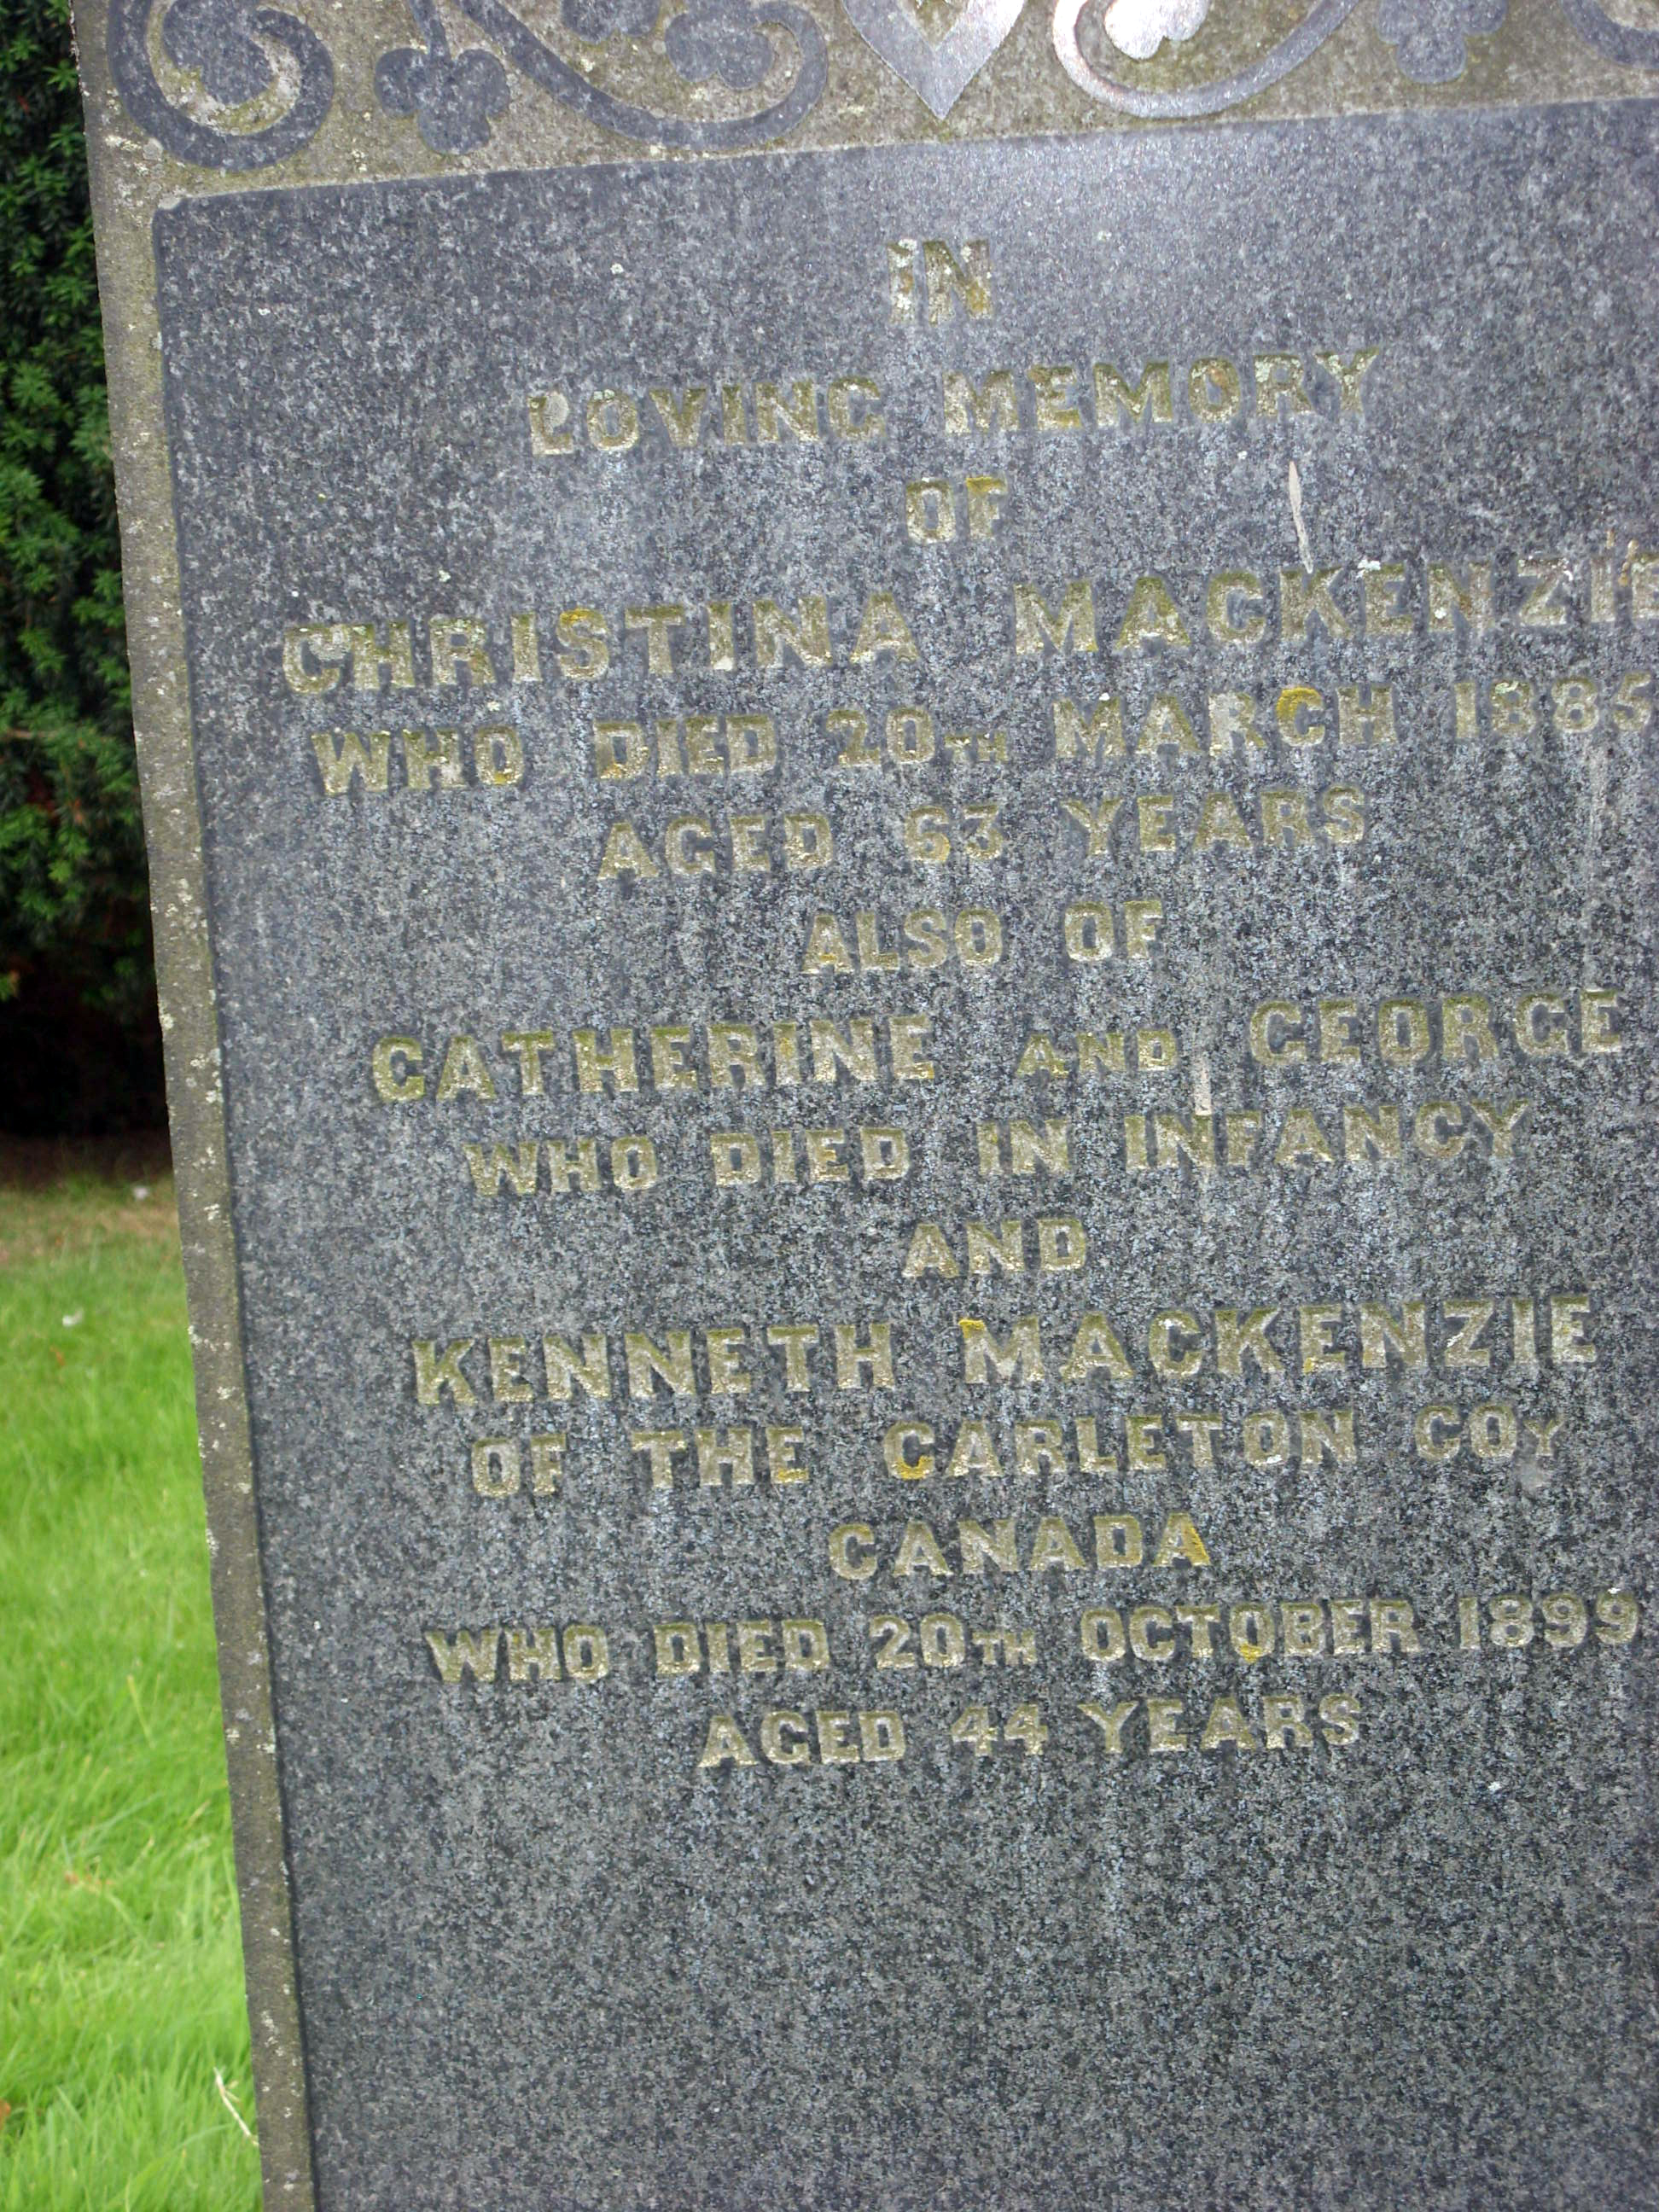 IN
LOVING MEMORY
OF
CHRISTINA MACKENZIE
WHO DIED 20TH MARCH 1885
AGED 63 YEARS
ALSO OF
CATHERINE AND GEORGE
WHO DIED IN INFANCY
AND
KENNETH MACKENZIE
OF THE CARLETON COY
CANADA
WHO DIED 20TH OCTOBER 1899
AGED 44 YEARS